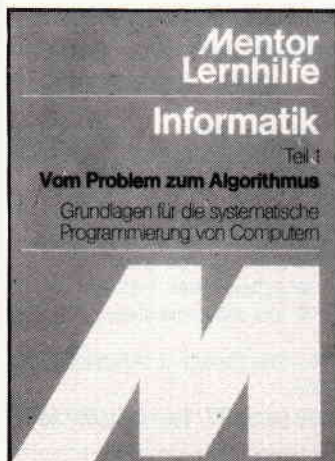 Mentor
Lernhilfe
Informatik
Teil 1
Vom Problem zum Algorithmus
Grundlagen für die systematische
Programmierung von Computern
M